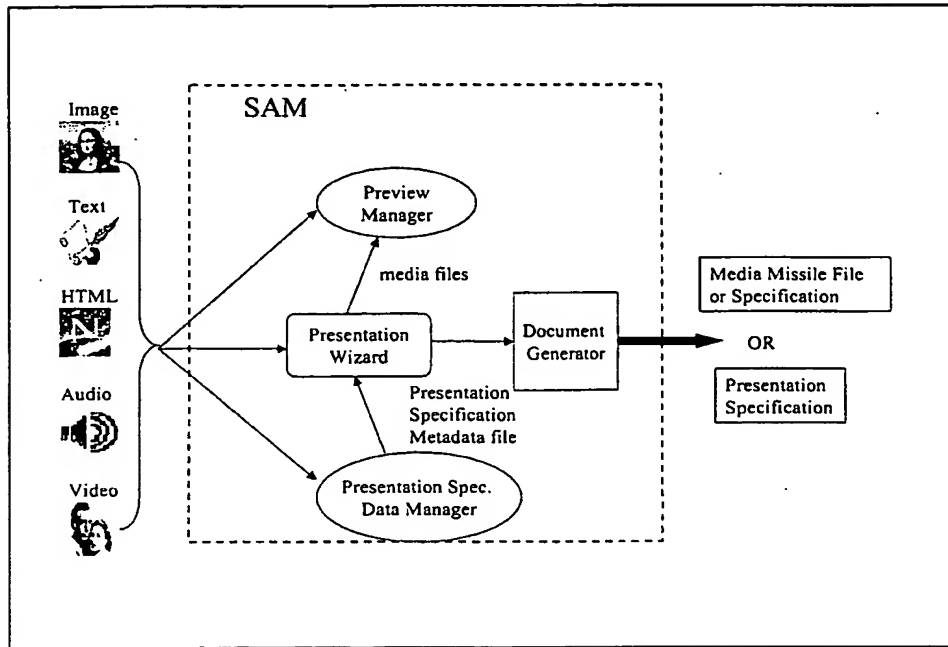 SAM
Image
Text
HTML
N
Audio
Video
Preview
Manager
media files
Presentation
Wizard
Document
Generator
Presentation
Specification
Metadata file
Presentation Spec.
Data Manager
Media Missile File
or Specification
OR
Presentation
Specification